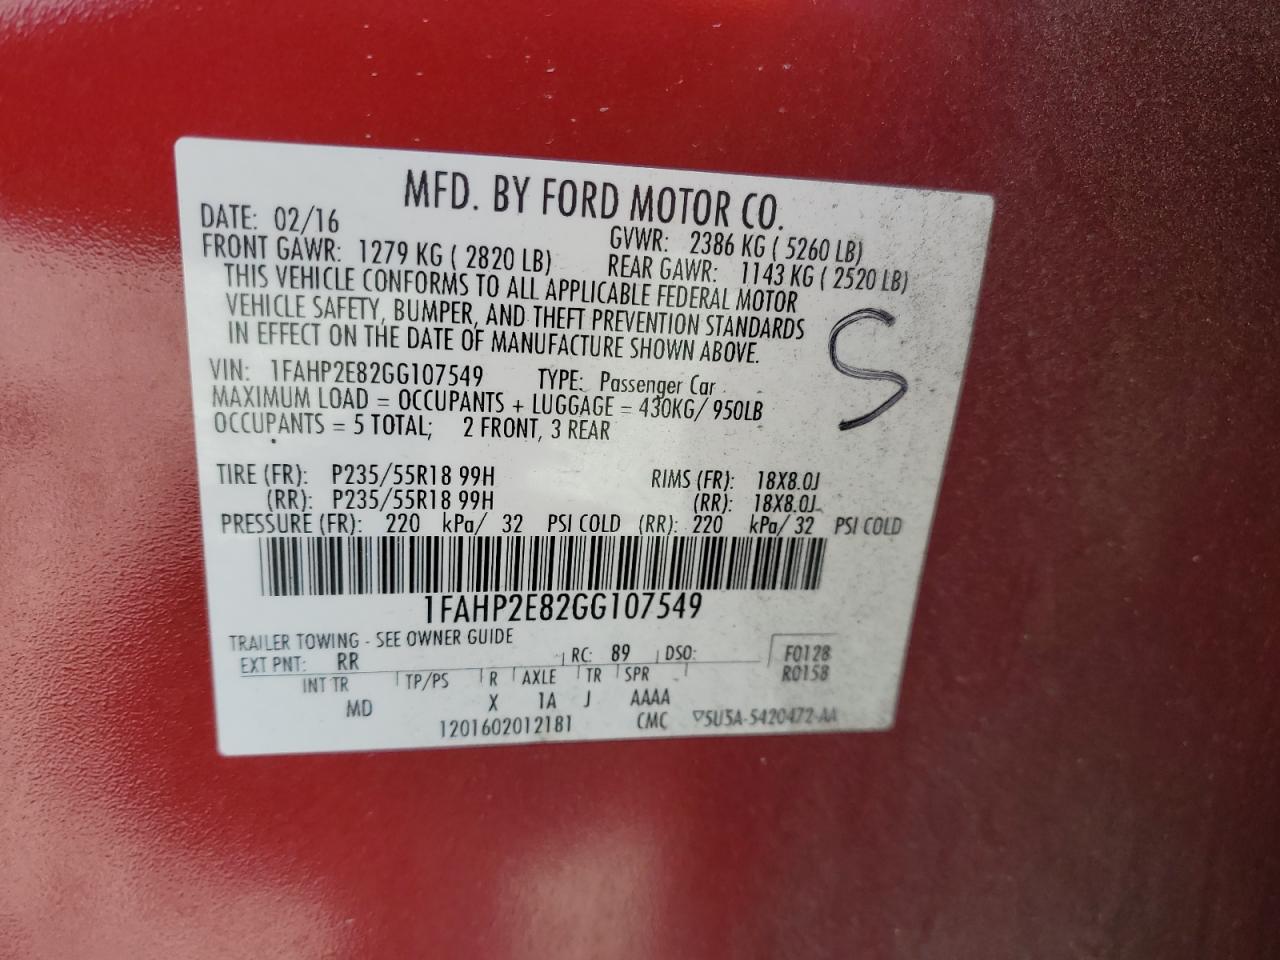 MFD. BY FORD MOTOR CO.
DATE: 02/16 GVWR: 2386 KG ( 5260 LB)
FRONT GAWR: 1279 KG ( 2820 LB) REAR GAWR: 1143 KG ( 2520 LB)
THIS VEHICLE CONFORMS TO ALL APPLICABLE FEDERAL MOTOR
VEHICLE SAFETY, BUMPER, AND THEFT PREVENTION STANDARDS
IN EFFECT ON THE DATE OF MANUFACTURE SHOWN ABOVE.
S
VIN: 1FAHP2E82GG107549 TYPE: Passenger Car
MAXIMUM LOAD = OCCUPANTS + LUGGAGE = 430KG/ 950LB
OCCUPANTS = 5 TOTAL; 2 FRONT, 3 REAR
TIRE (FR): P235/55R18 99H RIMS (FR): 18X8.0J
(RR): P235/55R18 99H (RR): 18X8.0J
PRESSURE (FR): 220 kPa/ 32 PSI COLD (RR): 220 kPa/ 32 PSI COLD
1FAHP2E82GG107549
TRAILER TOWING - SEE OWNER GUIDE
EXT PNT: RR RC: 89 DSO: F0128
INT TR TP/PS R AXLE TR SPR R0158
MD X 1A J AAAA
1201602012181 CMC 5U5A-5420472-AA